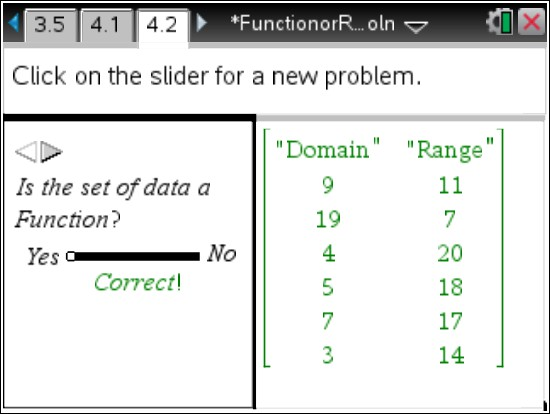 3.5 4.1 4.2 *FunctionorR...oln
Click on the slider for a new problem.
Is the set of data a
Function?
Yes No
Correct!
"Domain" "Range"
9 11
19 7
4 20
5 18
7 17
3 14